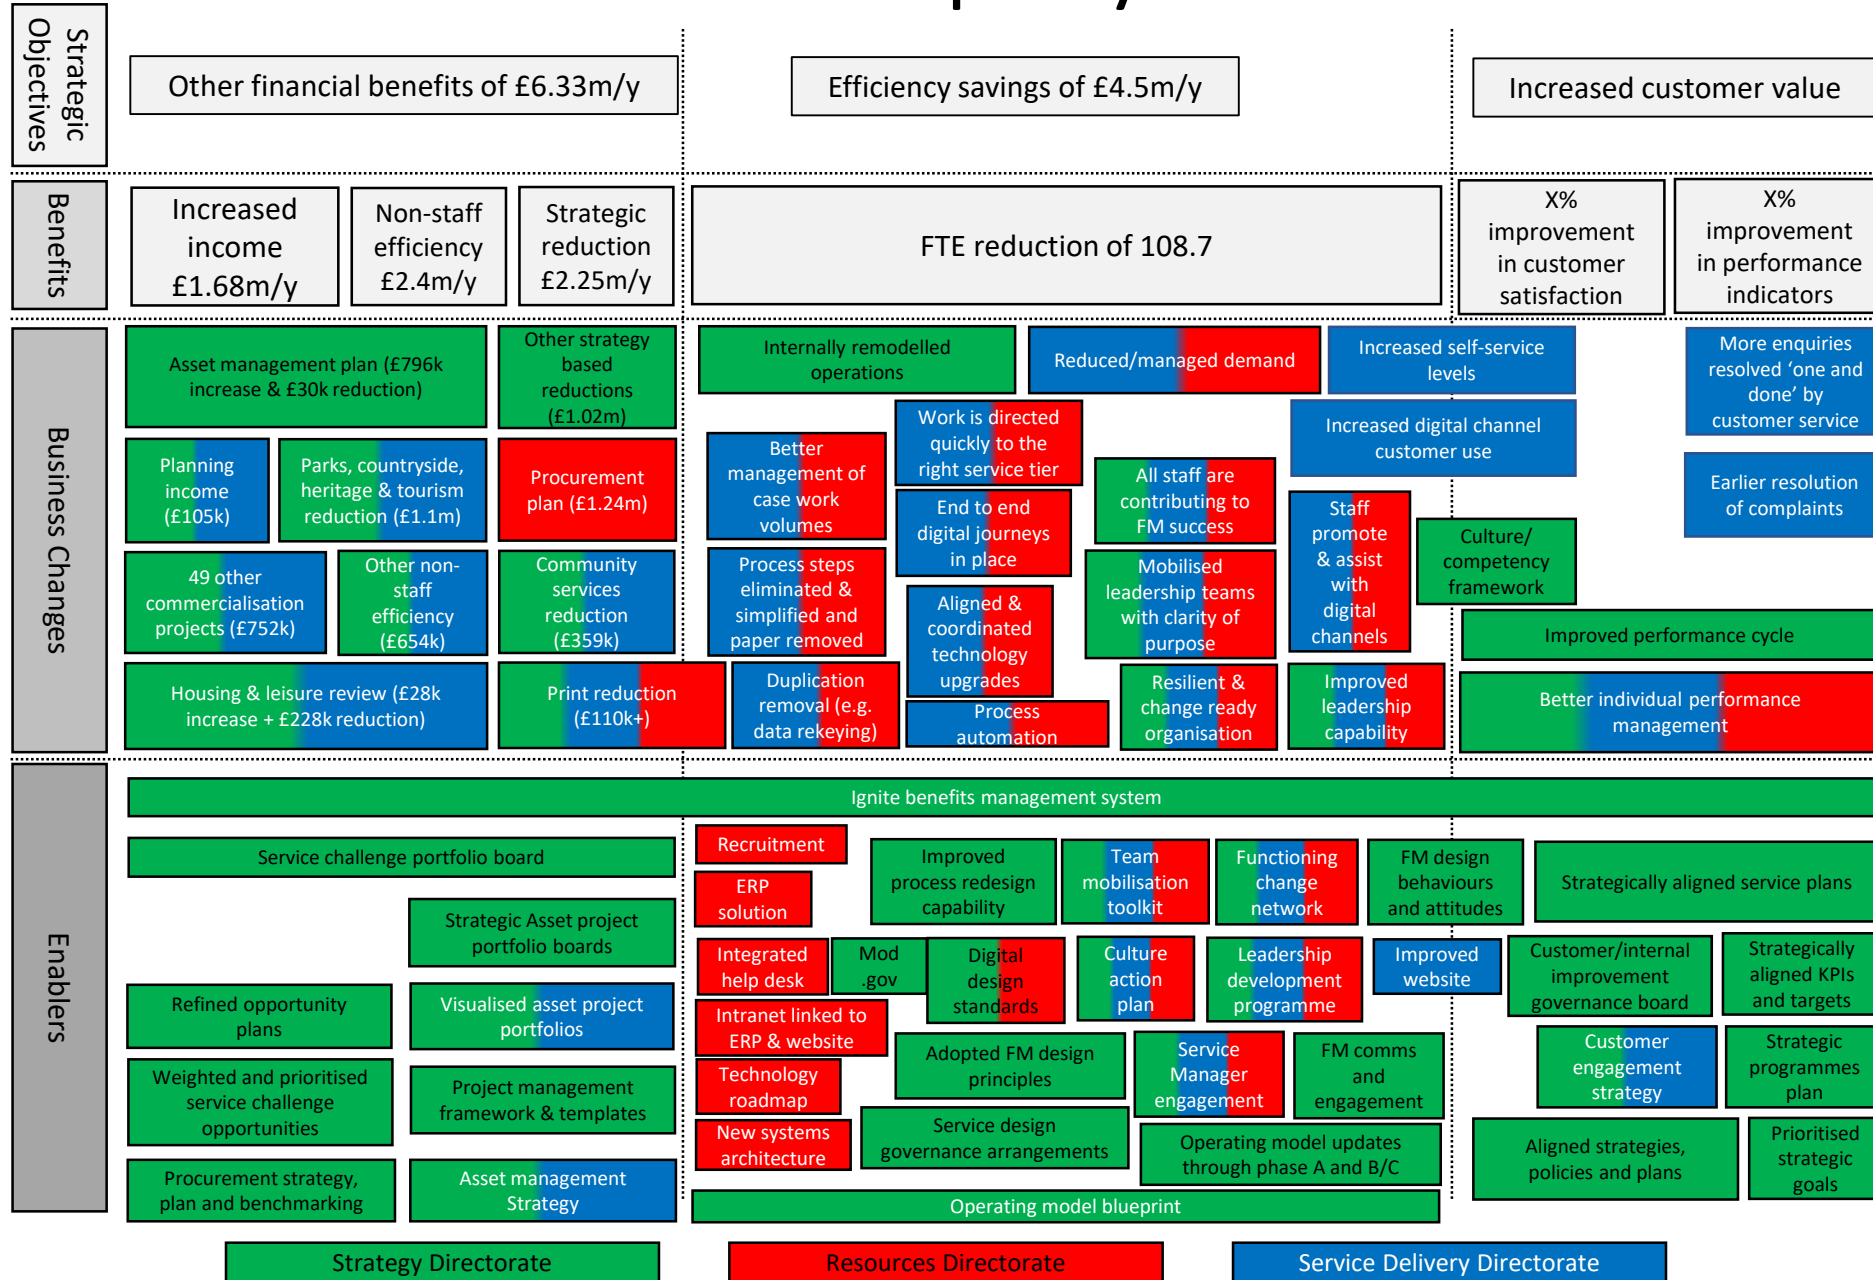 Strategic
Objectives
Other financial benefits of £6.33m/y
Efficiency savings of £4.5m/y
Increased customer value
Benefits
Increased
income
£1.68m/y
Non-staff
efficiency
£2.4m/y
Strategic
reduction
£2.25m/y
FTE reduction of 108.7
X%
improvement
in customer
satisfaction
X%
improvement
in performance
indicators
Business Changes
Asset management plan (£796k
increase & £30k reduction)
Other strategy
based
reductions
(£1.02m)
Internally remodelled
operations
Reduced/managed demand
Increased self-service
levels
More enquiries
resolved ‘one and
done’ by
customer service
Planning
income
(£105k)
Parks, countryside,
heritage & tourism
reduction (£1.1m)
Procurement
plan (£1.24m)
Better
management of
case work
volumes
Work is directed
quickly to the
right service tier
Increased digital channel
customer use
All staff are
contributing to
FM success
End to end
digital journeys
in place
Staff
promote
& assist
with
digital
channels
Earlier resolution
of complaints
Culture/
competency
framework
49 other
commercialisation
projects (£752k)
Other non-
staff
efficiency
(£654k)
Community
services
reduction
(£359k)
Process steps
eliminated &
simplified and
paper removed
Aligned &
coordinated
technology
upgrades
Mobilised
leadership teams
with clarity of
purpose
Improved performance cycle
Housing & leisure review (£28k
increase + £228k reduction)
Print reduction
(£110k+)
Duplication
removal (e.g.
data rekeying)
Process
automation
Resilient &
change ready
organisation
Improved
leadership
capability
Better individual performance
management
Enablers
Ignite benefits management system
Service challenge portfolio board
Recruitment
ERP
solution
Improved
process redesign
capability
Team
mobilisation
toolkit
Functioning
change
network
FM design
behaviours
and attitudes
Strategically aligned service plans
Strategic Asset project
portfolio boards
Integrated
help desk
Mod
.gov
Digital
design
standards
Culture
action
plan
Leadership
development
programme
Improved
website
Customer/internal
improvement
governance board
Strategically
aligned KPIs
and targets
Refined opportunity
plans
Visualised asset project
portfolios
Intranet linked to
ERP & website
Adopted FM design
principles
Service
Manager
engagement
FM comms
and
engagement
Customer
engagement
strategy
Strategic
programmes
plan
Weighted and prioritised
service challenge
opportunities
Project management
framework & templates
Technology
roadmap
New systems
architecture
Service design
governance arrangements
Operating model updates
through phase A and B/C
Aligned strategies,
policies and plans
Prioritised
strategic
goals
Procurement strategy,
plan and benchmarking
Asset management
Strategy
Operating model blueprint
Strategy Directorate
Resources Directorate
Service Delivery Directorate